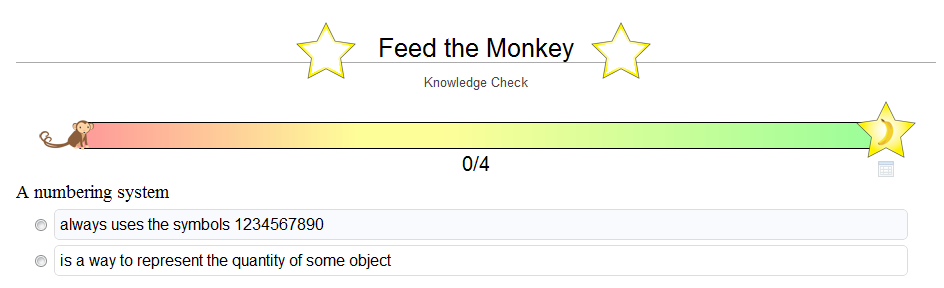 Feed the Monkey
Knowledge Check
0/4
A numbering system
always uses the symbols 1234567890
is a way to represent the quantity of some object